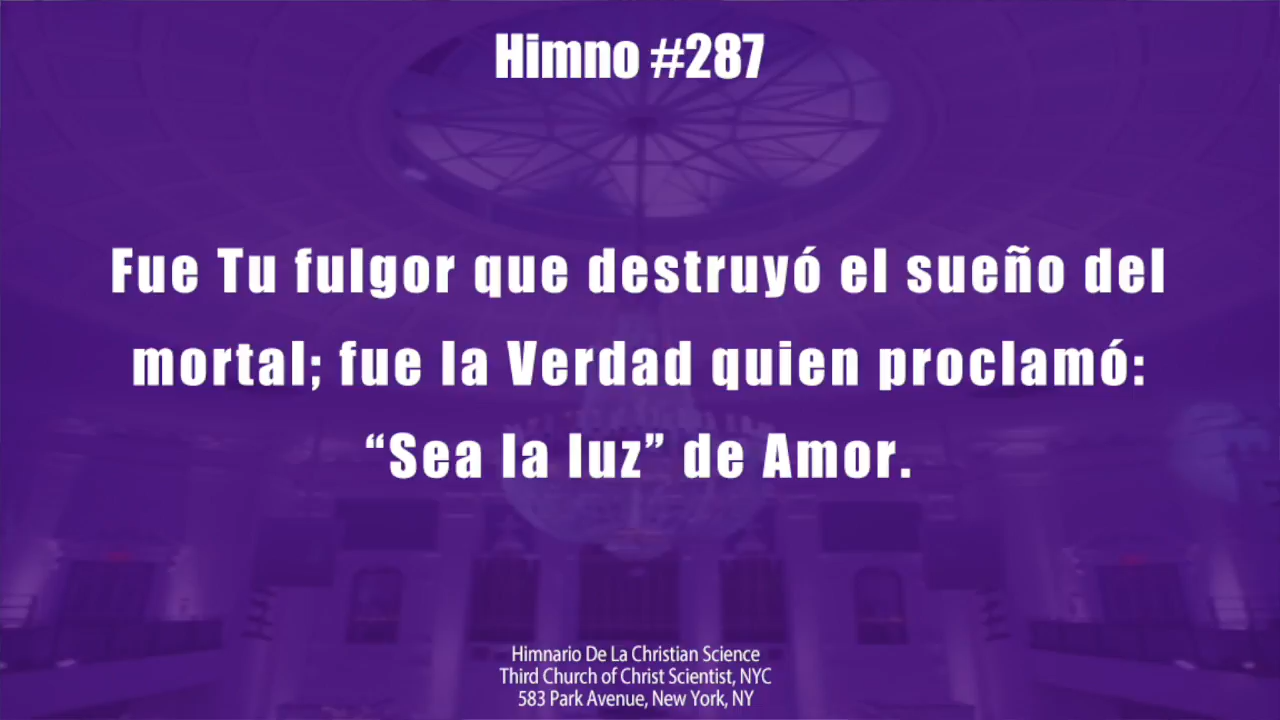 Himno #287
Fue Tu fulgor que destruyó el sueño del
mortal; fue la Verdad quien proclamó:
“Sea la luz” de Amor.
Himnario De La Christian Science
Third Church of Christ Scientist, NYC
583 Park Avenue, New York, NY